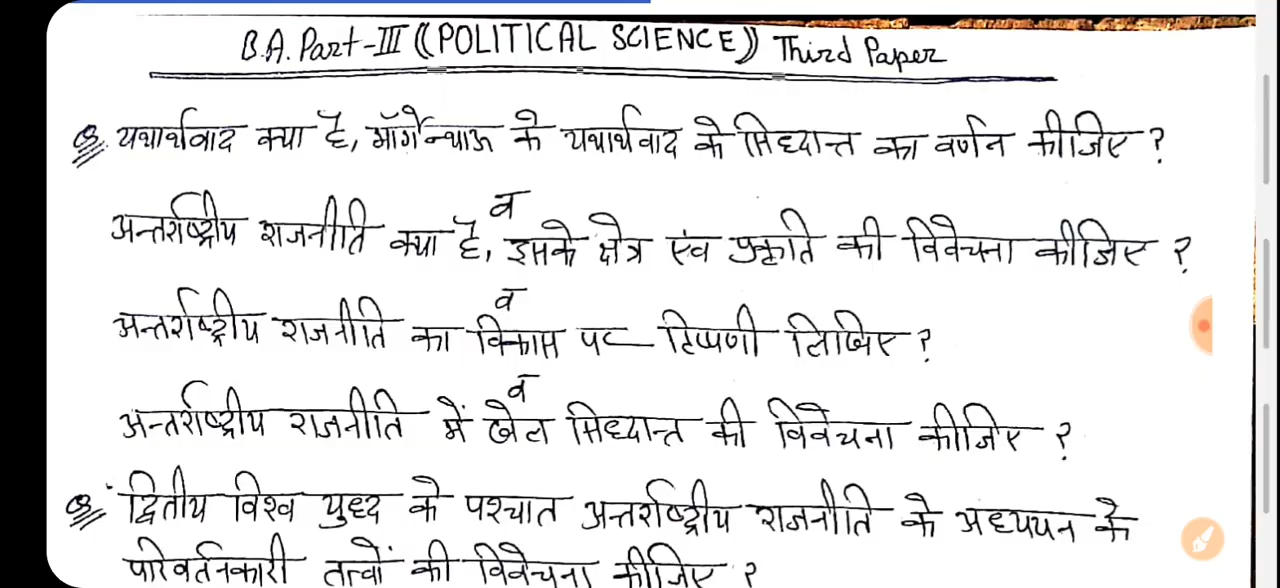 B.A. Part-III ((POLITICAL SCIENCE)) Third Paper
Q. यथार्थवाद क्या है, मॉर्गेन्थाऊ के यथार्थवाद के सिध्दान्त का वर्णन कीजिए ?
व
अन्तर्राष्ट्रीय राजनीति क्या है, इसके क्षेत्र एंव प्रकृति की विवेचना कीजिए ?
व
अन्तर्राष्ट्रीय राजनीति का विकास पर टिप्पणी लिखिए ?
व
अन्तर्राष्ट्रीय राजनीति में खेल सिध्दान्त की विवेचना कीजिए ?
Q. द्वितीय विश्व युध्द के पश्चात अन्तर्राष्ट्रीय राजनीति के अध्ययन के
परिवर्तनकारी तत्वों की विवेचना कीजिए ?